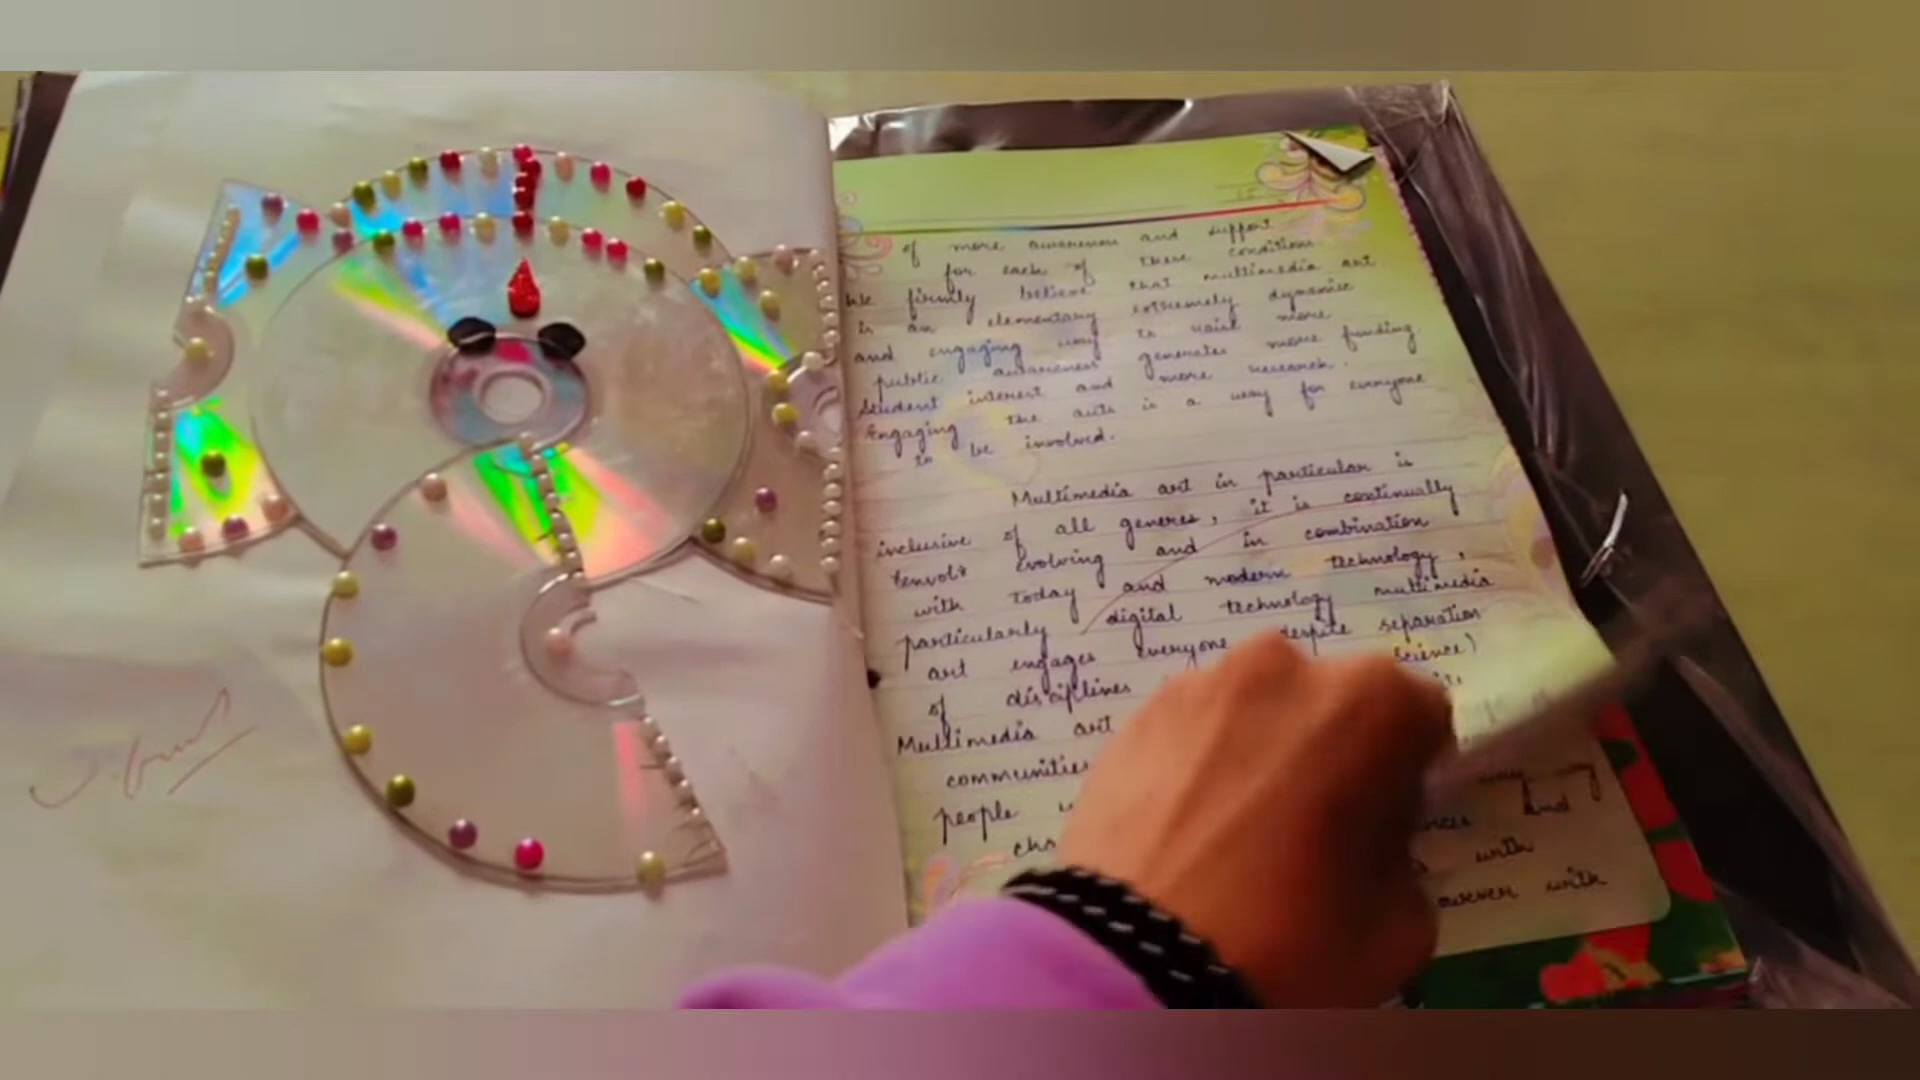 of more awareness and support
for each of these conditions
We firmly believe that multimedia art
is an elementary extremely dynamic
and engaging way to raise more
public awareness generates more funding
student interest and more research.
Engaging the arts is a way for everyone
to be involved.
Multimedia art in particular is
inclusive of all generes, it is continually
evolving and in combination
with today and modern technology,
particularly digital technology multimedia
art engages everyone despite separation
of disciplines science)
Multimedia art
communities
people
and
with
with